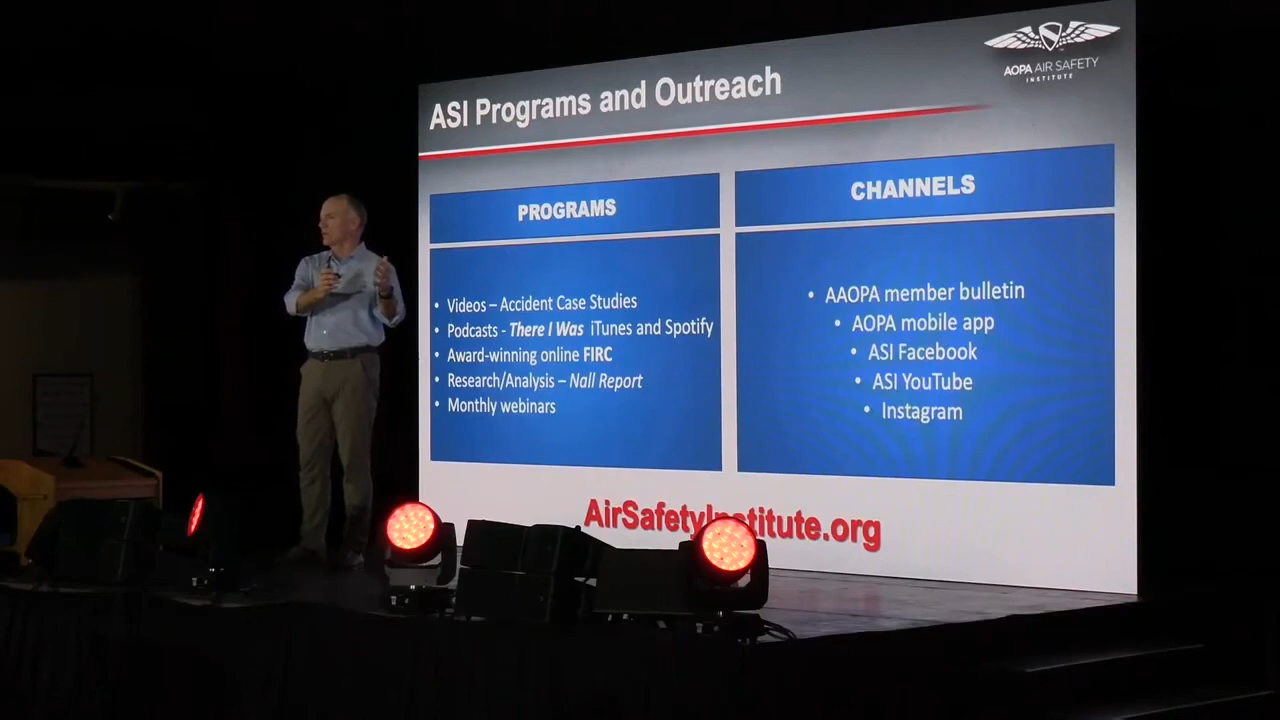 AOPA AIR SAFETY
INSTITUTE
ASI Programs and Outreach
PROGRAMS
• Videos – Accident Case Studies
• Podcasts - There I Was iTunes and Spotify
• Award-winning online FIRC
• Research/Analysis – Nall Report
• Monthly webinars
CHANNELS
• AAOPA member bulletin
• AOPA mobile app
• ASI Facebook
• ASI YouTube
• Instagram
AirSafetyInstitute.org